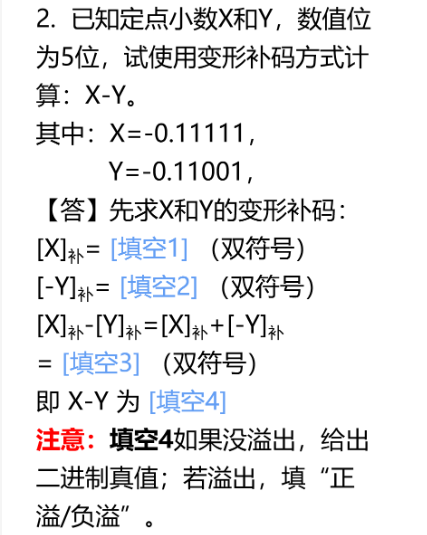 2. 已知定点小数X和Y，数值位
为5位，试使用变形补码方式计
算：X-Y。
其中：X=-0.11111，
Y=-0.11001，
【答】先求X和Y的变形补码：
[X]补= [填空1] （双符号）
[-Y]补= [填空2] （双符号）
[X]补-[Y]补=[X]补+[-Y]补
= [填空3] （双符号）
即 X-Y 为 [填空4]
注意：填空4如果没溢出，给出
二进制真值；若溢出，填“正
溢/负溢”。